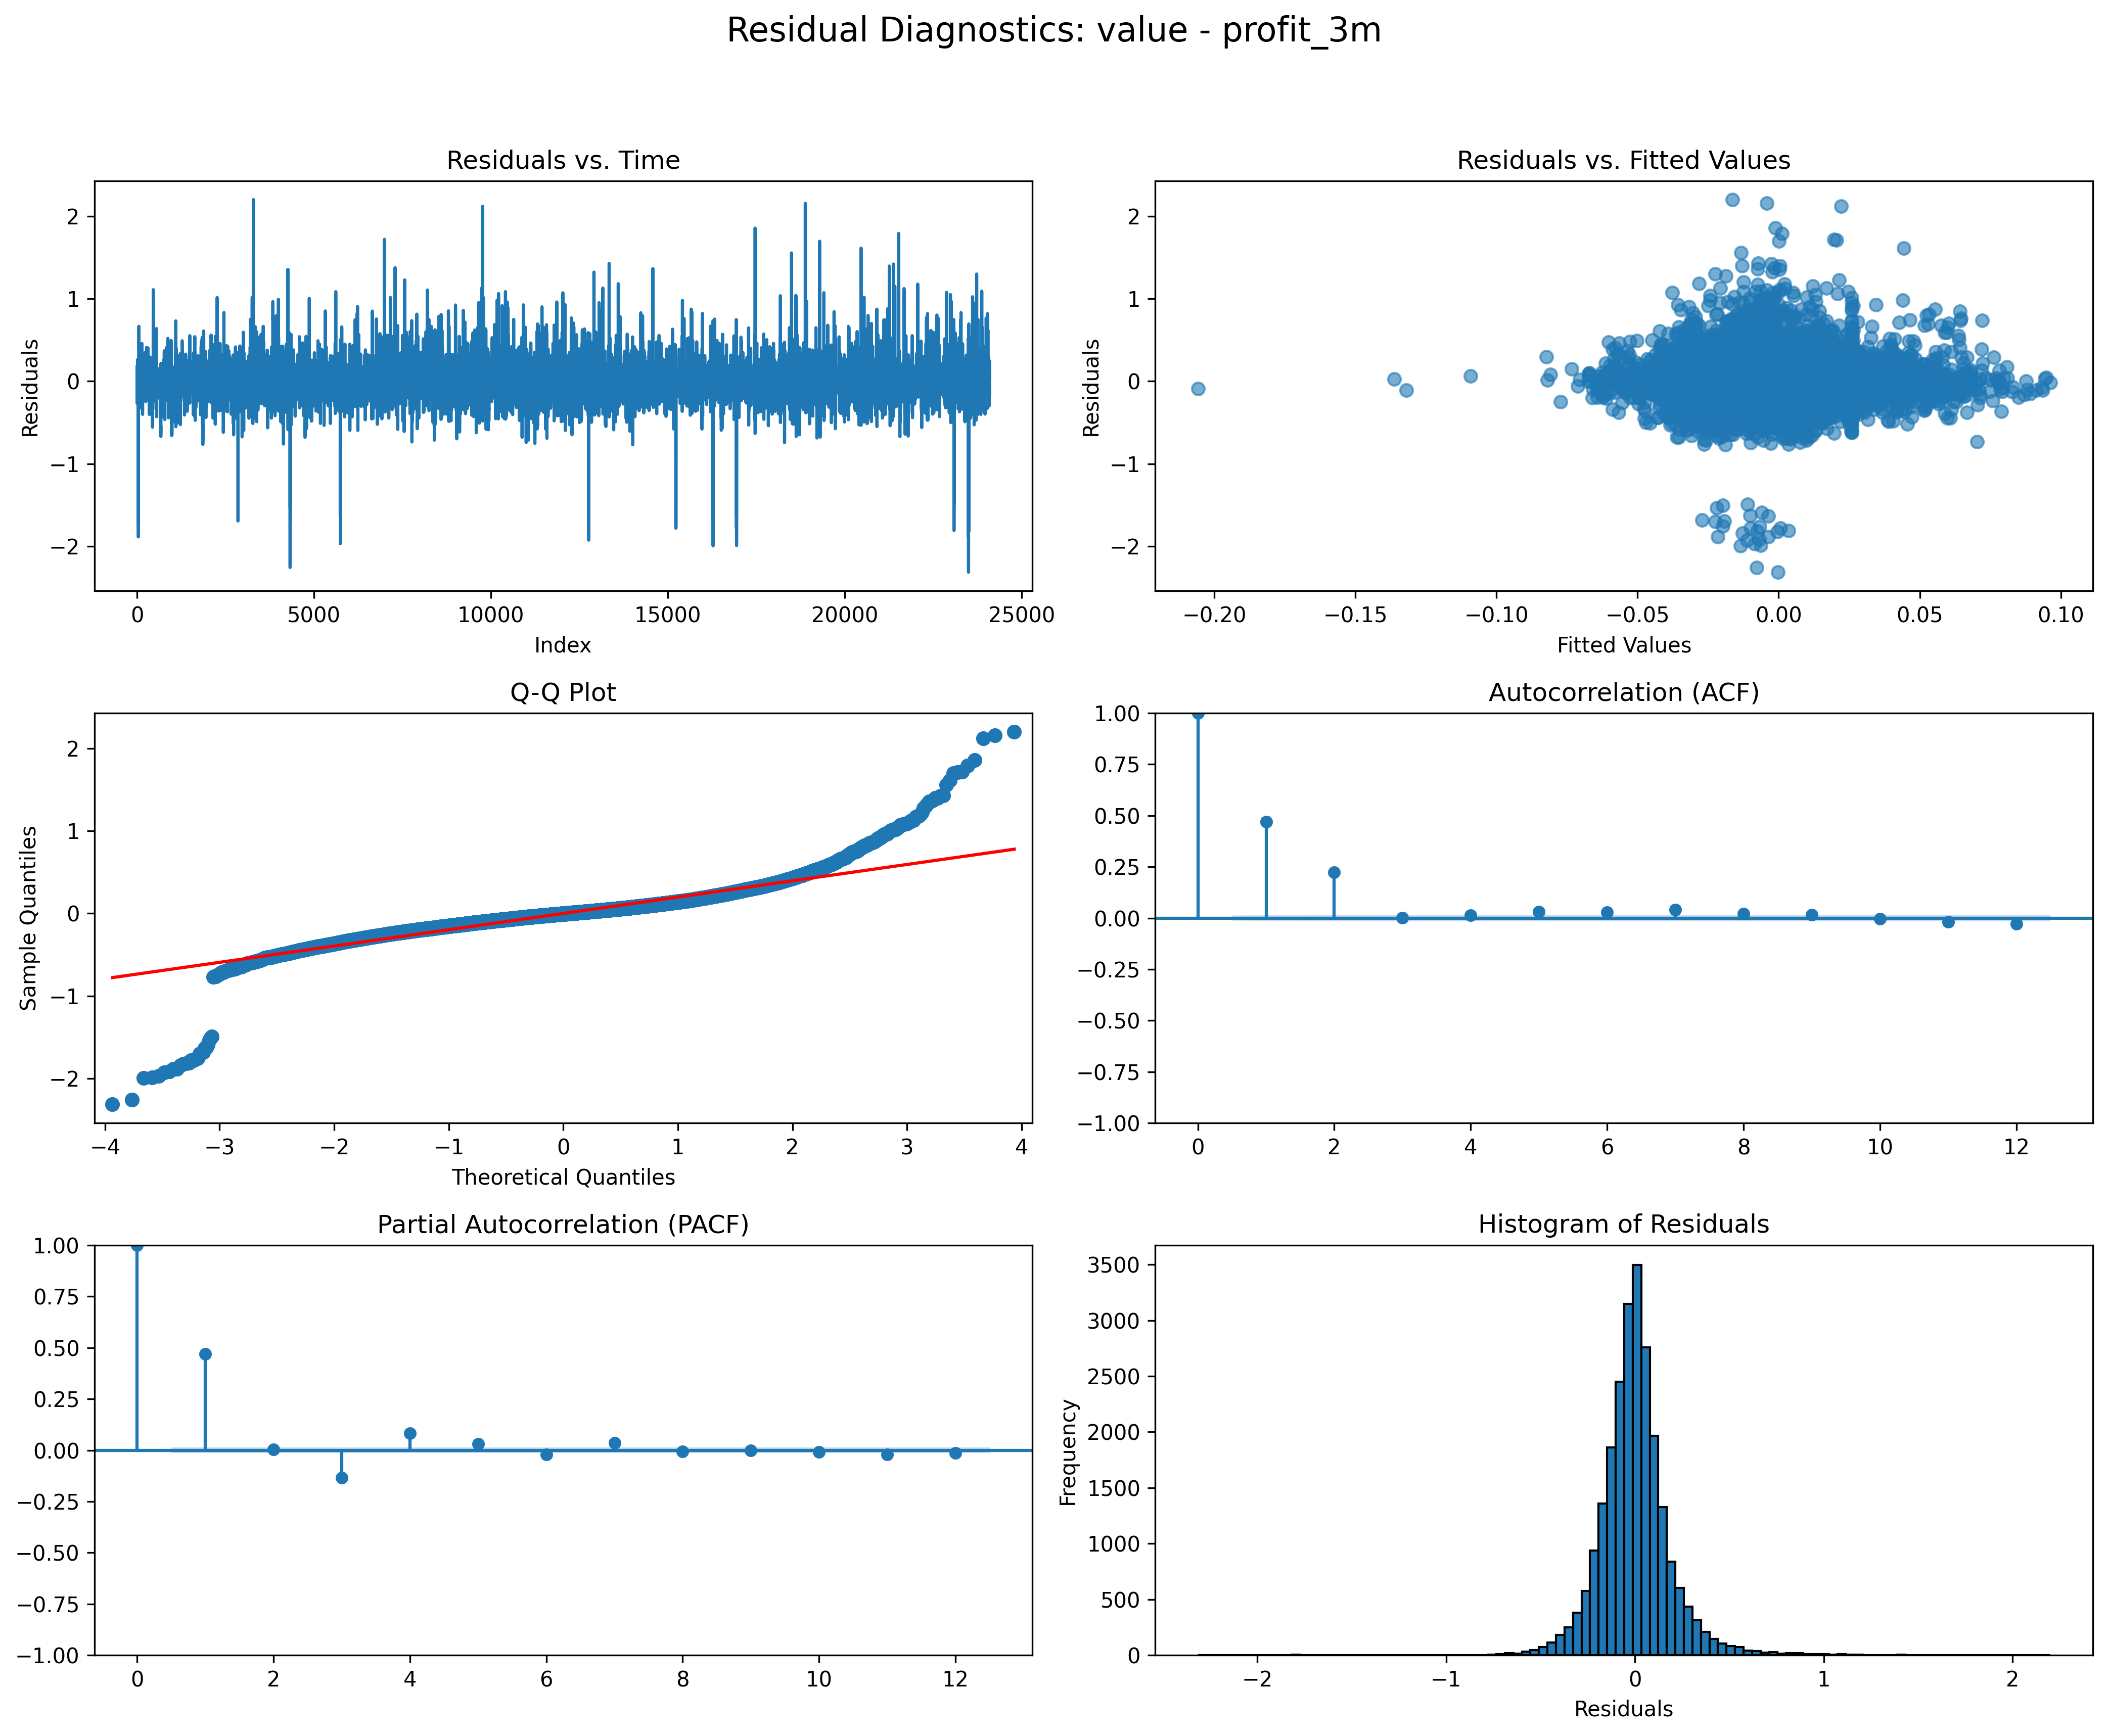 Residual Diagnostics: value - profit_3m
Residuals vs. Time
Residuals
2
1
0
−1
−2
0 5000 10000 15000 20000 25000
Index
Residuals vs. Fitted Values
Residuals
2
1
0
−1
−2
−0.20 −0.15 −0.10 −0.05 0.00 0.05 0.10
Fitted Values
Q-Q Plot
Sample Quantiles
2
1
0
−1
−2
−4 −3 −2 −1 0 1 2 3 4
Theoretical Quantiles
Autocorrelation (ACF)
1.00
0.75
0.50
0.25
0.00
−0.25
−0.50
−0.75
−1.00
0 2 4 6 8 10 12
Partial Autocorrelation (PACF)
1.00
0.75
0.50
0.25
0.00
−0.25
−0.50
−0.75
−1.00
0 2 4 6 8 10 12
Histogram of Residuals
Frequency
3500
3000
2500
2000
1500
1000
500
0
−2 −1 0 1 2
Residuals